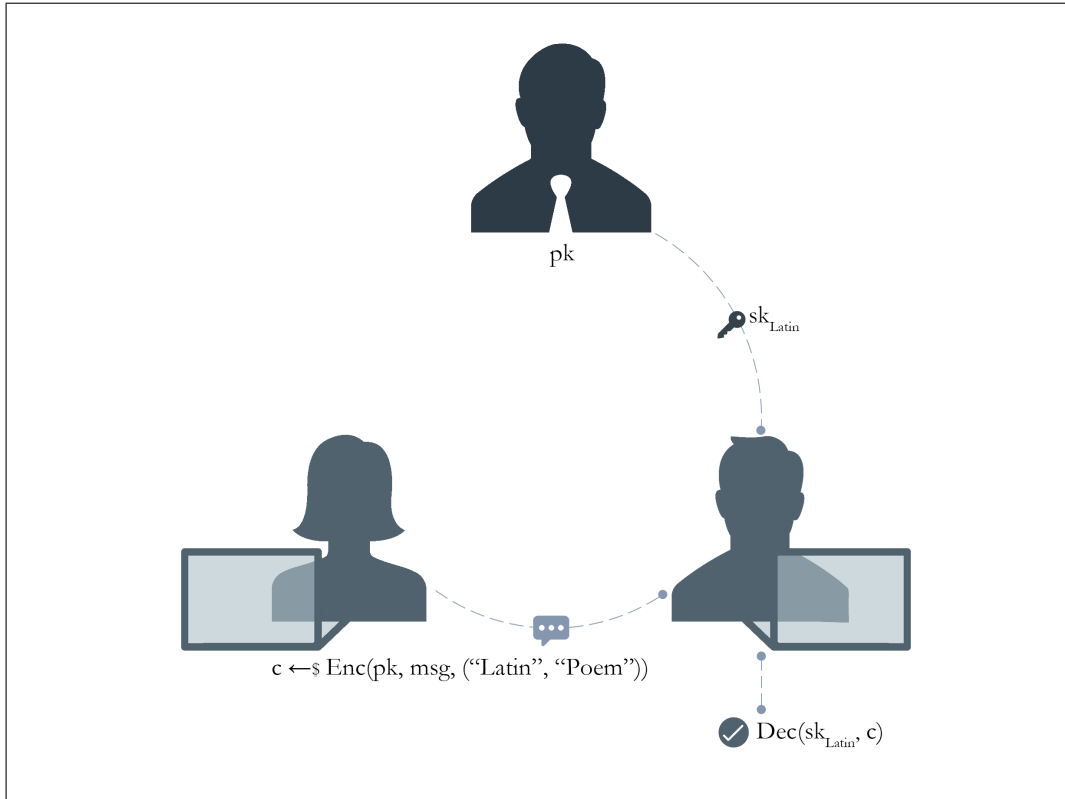 pk
sk_Latin
c ←$ Enc(pk, msg, (“Latin”, “Poem”))
Dec(sk_Latin, c)